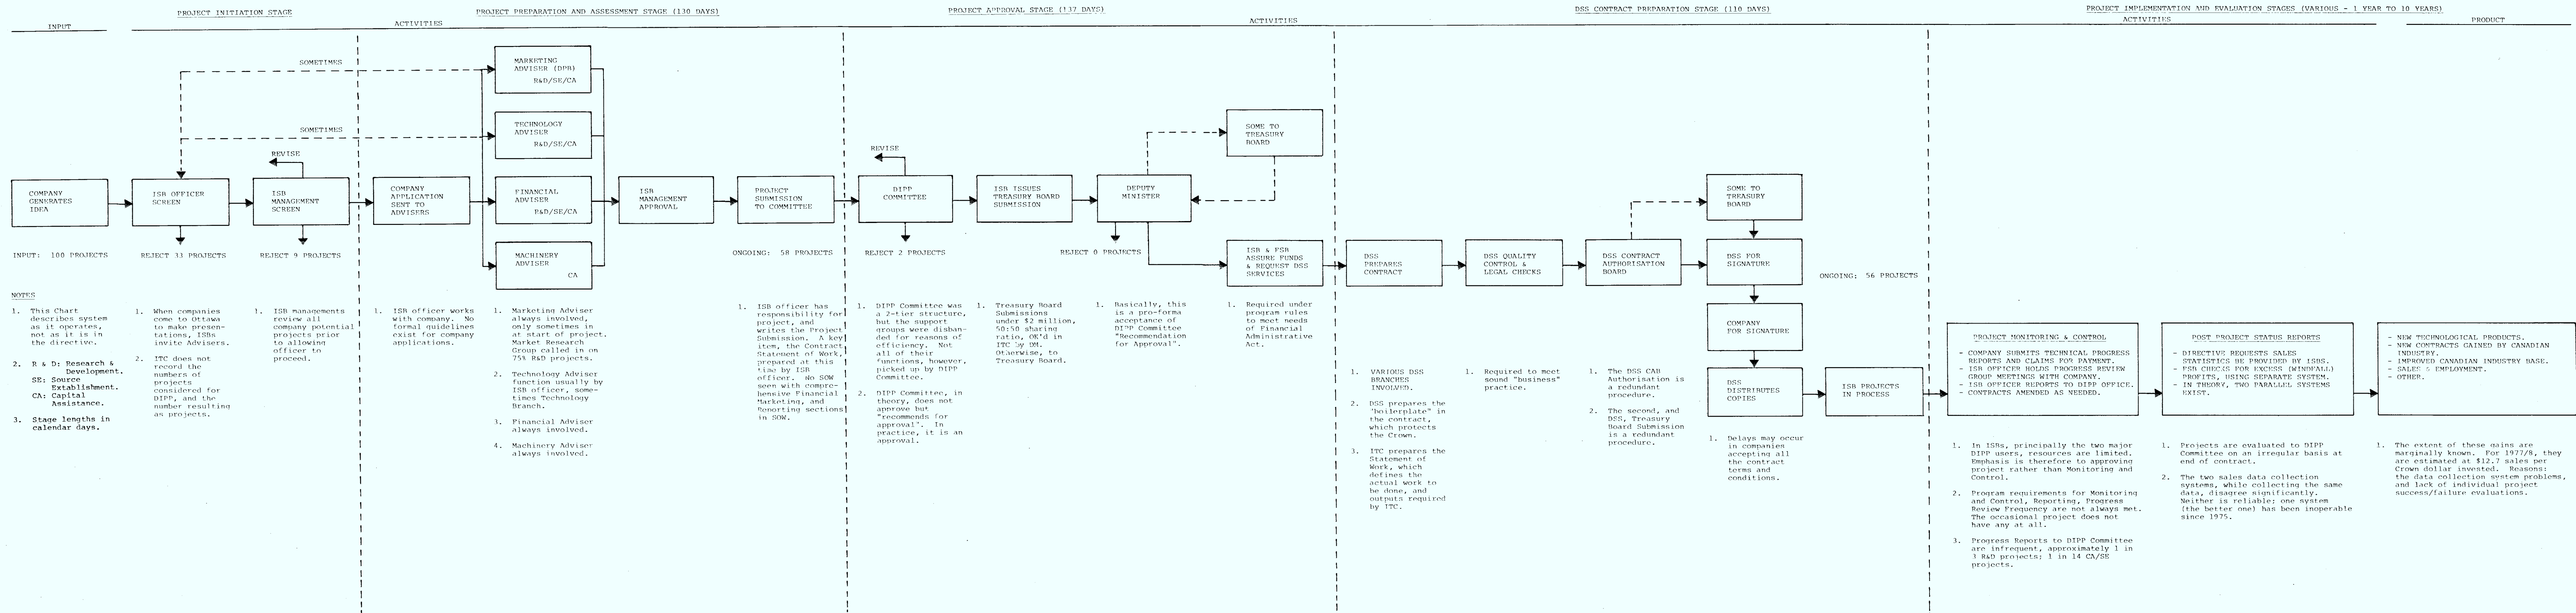 PROJECT INITIATION STAGE
PROJECT PREPARATION AND ASSESSMENT STAGE (130 DAYS)
PROJECT APPROVAL STAGE (137 DAYS)
DSS CONTRACT PREPARATION STAGE (110 DAYS)
PROJECT IMPLEMENTATION AND EVALUATION STAGES (VARIOUS - 1 YEAR TO 10 YEARS)
INPUT
ACTIVITIES
ACTIVITIES
ACTIVITIES
PRODUCT
SOMETIMES
SOMETIMES
MARKETING
ADVISER (DPB)
R&D/SE/CA
TECHNOLOGY
ADVISER
R&D/SE/CA
FINANCIAL
ADVISER
R&D/SE/CA
MACHINERY
ADVISER
CA
COMPANY
GENERATES
IDEA
ISB OFFICER
SCREEN
REVISE
ISB
MANAGEMENT
SCREEN
COMPANY
APPLICATION
SENT TO
ADVISERS
ISB
MANAGEMENT
APPROVAL
PROJECT
SUBMISSION
TO COMMITTEE
REVISE
DIPP
COMMITTEE
ISB ISSUES
TREASURY BOARD
SUBMISSION
DEPUTY
MINISTER
SOME TO
TREASURY
BOARD
ISB & FSB
ASSURE FUNDS
& REQUEST DSS
SERVICES
DSS
PREPARES
CONTRACT
DSS QUALITY
CONTROL &
LEGAL CHECKS
DSS CONTRACT
AUTHORISATION
BOARD
SOME TO
TREASURY
BOARD
DSS FOR
SIGNATURE
COMPANY
FOR SIGNATURE
DSS
DISTRIBUTES
COPIES
ISB PROJECTS
IN PROCESS
INPUT: 100 PROJECTS
REJECT 33 PROJECTS
REJECT 9 PROJECTS
ONGOING: 58 PROJECTS
REJECT 2 PROJECTS
REJECT 0 PROJECTS
ONGOING: 56 PROJECTS
PROJECT MONITORING & CONTROL
- COMPANY SUBMITS TECHNICAL PROGRESS
REPORTS AND CLAIMS FOR PAYMENT.
- ISB OFFICER HOLDS PROGRESS REVIEW
GROUP MEETINGS WITH COMPANY.
- ISB OFFICER REPORTS TO DIPP OFFICE.
- CONTRACTS AMENDED AS NEEDED.
POST PROJECT STATUS REPORTS
- DIRECTIVE REQUESTS SALES
STATISTICS BE PROVIDED BY ISBS.
- FSB CHECKS FOR EXCESS (WINDFALL)
PROFITS, USING SEPARATE SYSTEM.
- IN THEORY, TWO PARALLEL SYSTEMS
EXIST.
- NEW TECHNOLOGICAL PRODUCTS.
- NEW CONTRACTS GAINED BY CANADIAN
INDUSTRY.
- IMPROVED CANADIAN INDUSTRY BASE.
- SALES & EMPLOYMENT.
- OTHER.
NOTES
1. This Chart
describes system
as it operates,
not as it is in
the directive.
2. R & D: Research &
Development.
SE: Source
Extablishment.
CA: Capital
Assistance.
3. Stage lengths in
calendar days.
1. When companies
come to Ottawa
to make presen-
tations, ISBs
invite Advisers.
2. ITC does not
record the
numbers of
projects
considered for
DIPP, and the
number resulting
as projects.
1. ISB managements
review all
company potential
projects prior
to allowing
officer to
proceed.
1. ISB officer works
with company. No
formal guidelines
exist for company
applications.
1. Marketing Adviser
always involved,
only sometimes in
at start of project.
Market Research
Group called in on
75% R&D projects.
2. Technology Adviser
function usually by
ISB officer, some-
times Technology
Branch.
3. Financial Adviser
always involved.
4. Machinery Adviser
always involved.
1. ISB officer has
responsibility for
project, and
writes the Project
Submission. A key
item, the Contract
Statement of Work,
prepared at this
time by ISB
officer. No SOW
seen with compre-
hensive Financial
Marketing, and
Reporting sections
in SOW.
1. DIPP Committee was
a 2-tier structure,
but the support
groups were disban-
ded for reasons of
efficiency. Not
all of their
functions, however,
picked up by DIPP
Committee.
2. DIPP Committee, in
theory, does not
approve but
"recommends for
approval". In
practice, it is an
approval.
1. Treasury Board
Submissions
under $2 million,
50:50 sharing
ratio, OK'd in
ITC by DM.
Otherwise, to
Treasury Board.
1. Basically, this
is a pro-forma
acceptance of
DIPP Committee
"Recommendation
for Approval".
1. Required under
program rules
to meet needs
of Financial
Administrative
Act.
1. VARIOUS DSS
BRANCHES
INVOLVED.
2. DSS prepares the
"boilerplate" in
the contract,
which protects
the Crown.
3. ITC prepares the
Statement of
Work, which
defines the
actual work to
be done, and
outputs required
by ITC.
1. Required to meet
sound "business"
practice.
1. The DSS CAB
Authorisation is
a redundant
procedure.
2. The second, and
DSS, Treasury
Board Submission
is a redundant
procedure.
1. Delays may occur
in companies
accepting all
the contract
terms and
conditions.
1. In ISBs, principally the two major
DIPP users, resources are limited.
Emphasis is therefore to approving
project rather than Monitoring and
Control.
2. Program requirements for Monitoring
and Control, Reporting, Progress
Review Frequency are not always met.
The occasional project does not
have any at all.
3. Progress Reports to DIPP Committee
are infrequent, approximately 1 in
3 R&D projects; 1 in 14 CA/SE
projects.
1. Projects are evaluated to DIPP
Committee on an irregular basis at
end of contract.
2. The two sales data collection
systems, while collecting the same
data, disagree significantly.
Neither is reliable; one system
(the better one) has been inoperable
since 1975.
1. The extent of these gains are
marginally known. For 1977/8, they
are estimated at $12.7 sales per
Crown dollar invested. Reasons:
the data collection system problems,
and lack of individual project
success/failure evaluations.